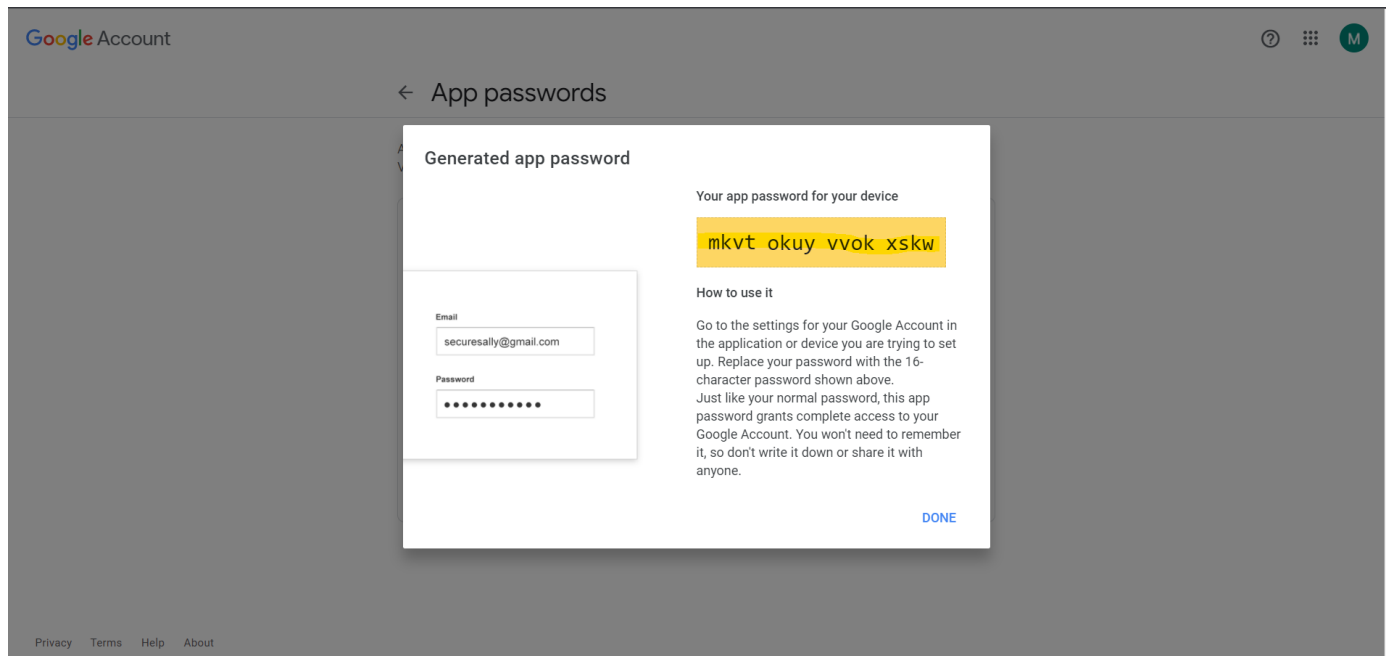 Google Account
M
App passwords
Generated app password
Your app password for your device
mkvt okuy vvok xskw
Email
securesally@gmail.com
Password
How to use it
Go to the settings for your Google Account in
the application or device you are trying to set
up. Replace your password with the 16-
character password shown above.
Just like your normal password, this app
password grants complete access to your
Google Account. You won't need to remember
it, so don't write it down or share it with
anyone.
DONE
Privacy Terms Help About